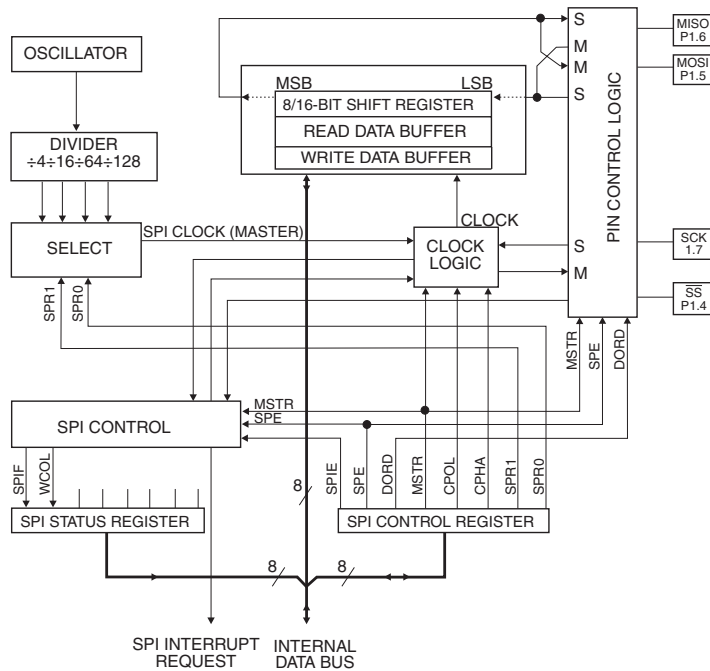 OSCILLATOR
DIVIDER
÷4÷16÷64÷128
SELECT
SPR1
SPR0
SPI CLOCK (MASTER)
MSB
LSB
8/16-BIT SHIFT REGISTER
READ DATA BUFFER
WRITE DATA BUFFER
CLOCK
CLOCK
LOGIC
S
M
M
S
S
M
PIN CONTROL LOGIC
MISO
P1.6
MOSI
P1.5
SCK
1.7
SS
P1.4
MSTR
SPE
DORD
SPI CONTROL
MSTR
SPE
SPIF
WCOL
SPI STATUS REGISTER
8
SPIE
SPE
DORD
MSTR
CPOL
CPHA
SPR1
SPR0
SPI CONTROL REGISTER
8
8
SPI INTERRUPT
REQUEST
INTERNAL
DATA BUS